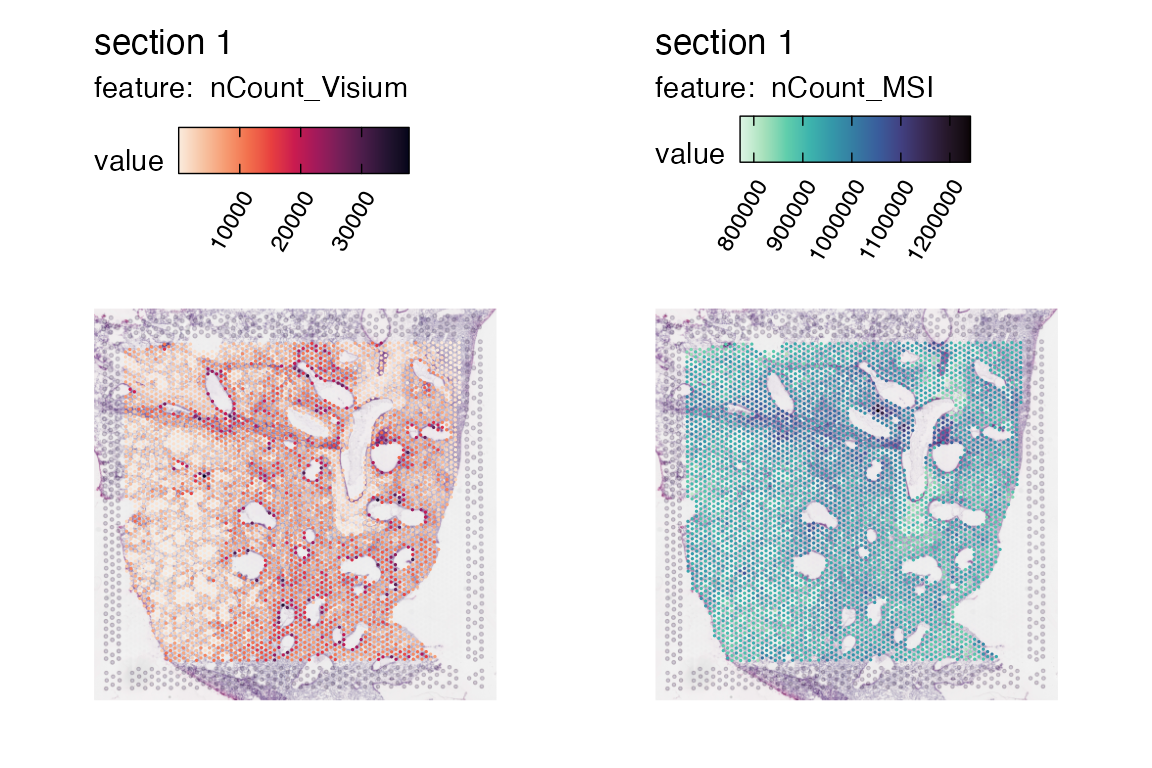 section 1
feature: nCount_Visium
value
10000
20000
30000
section 1
feature: nCount_MSI
value
800000
900000
1000000
1100000
1200000